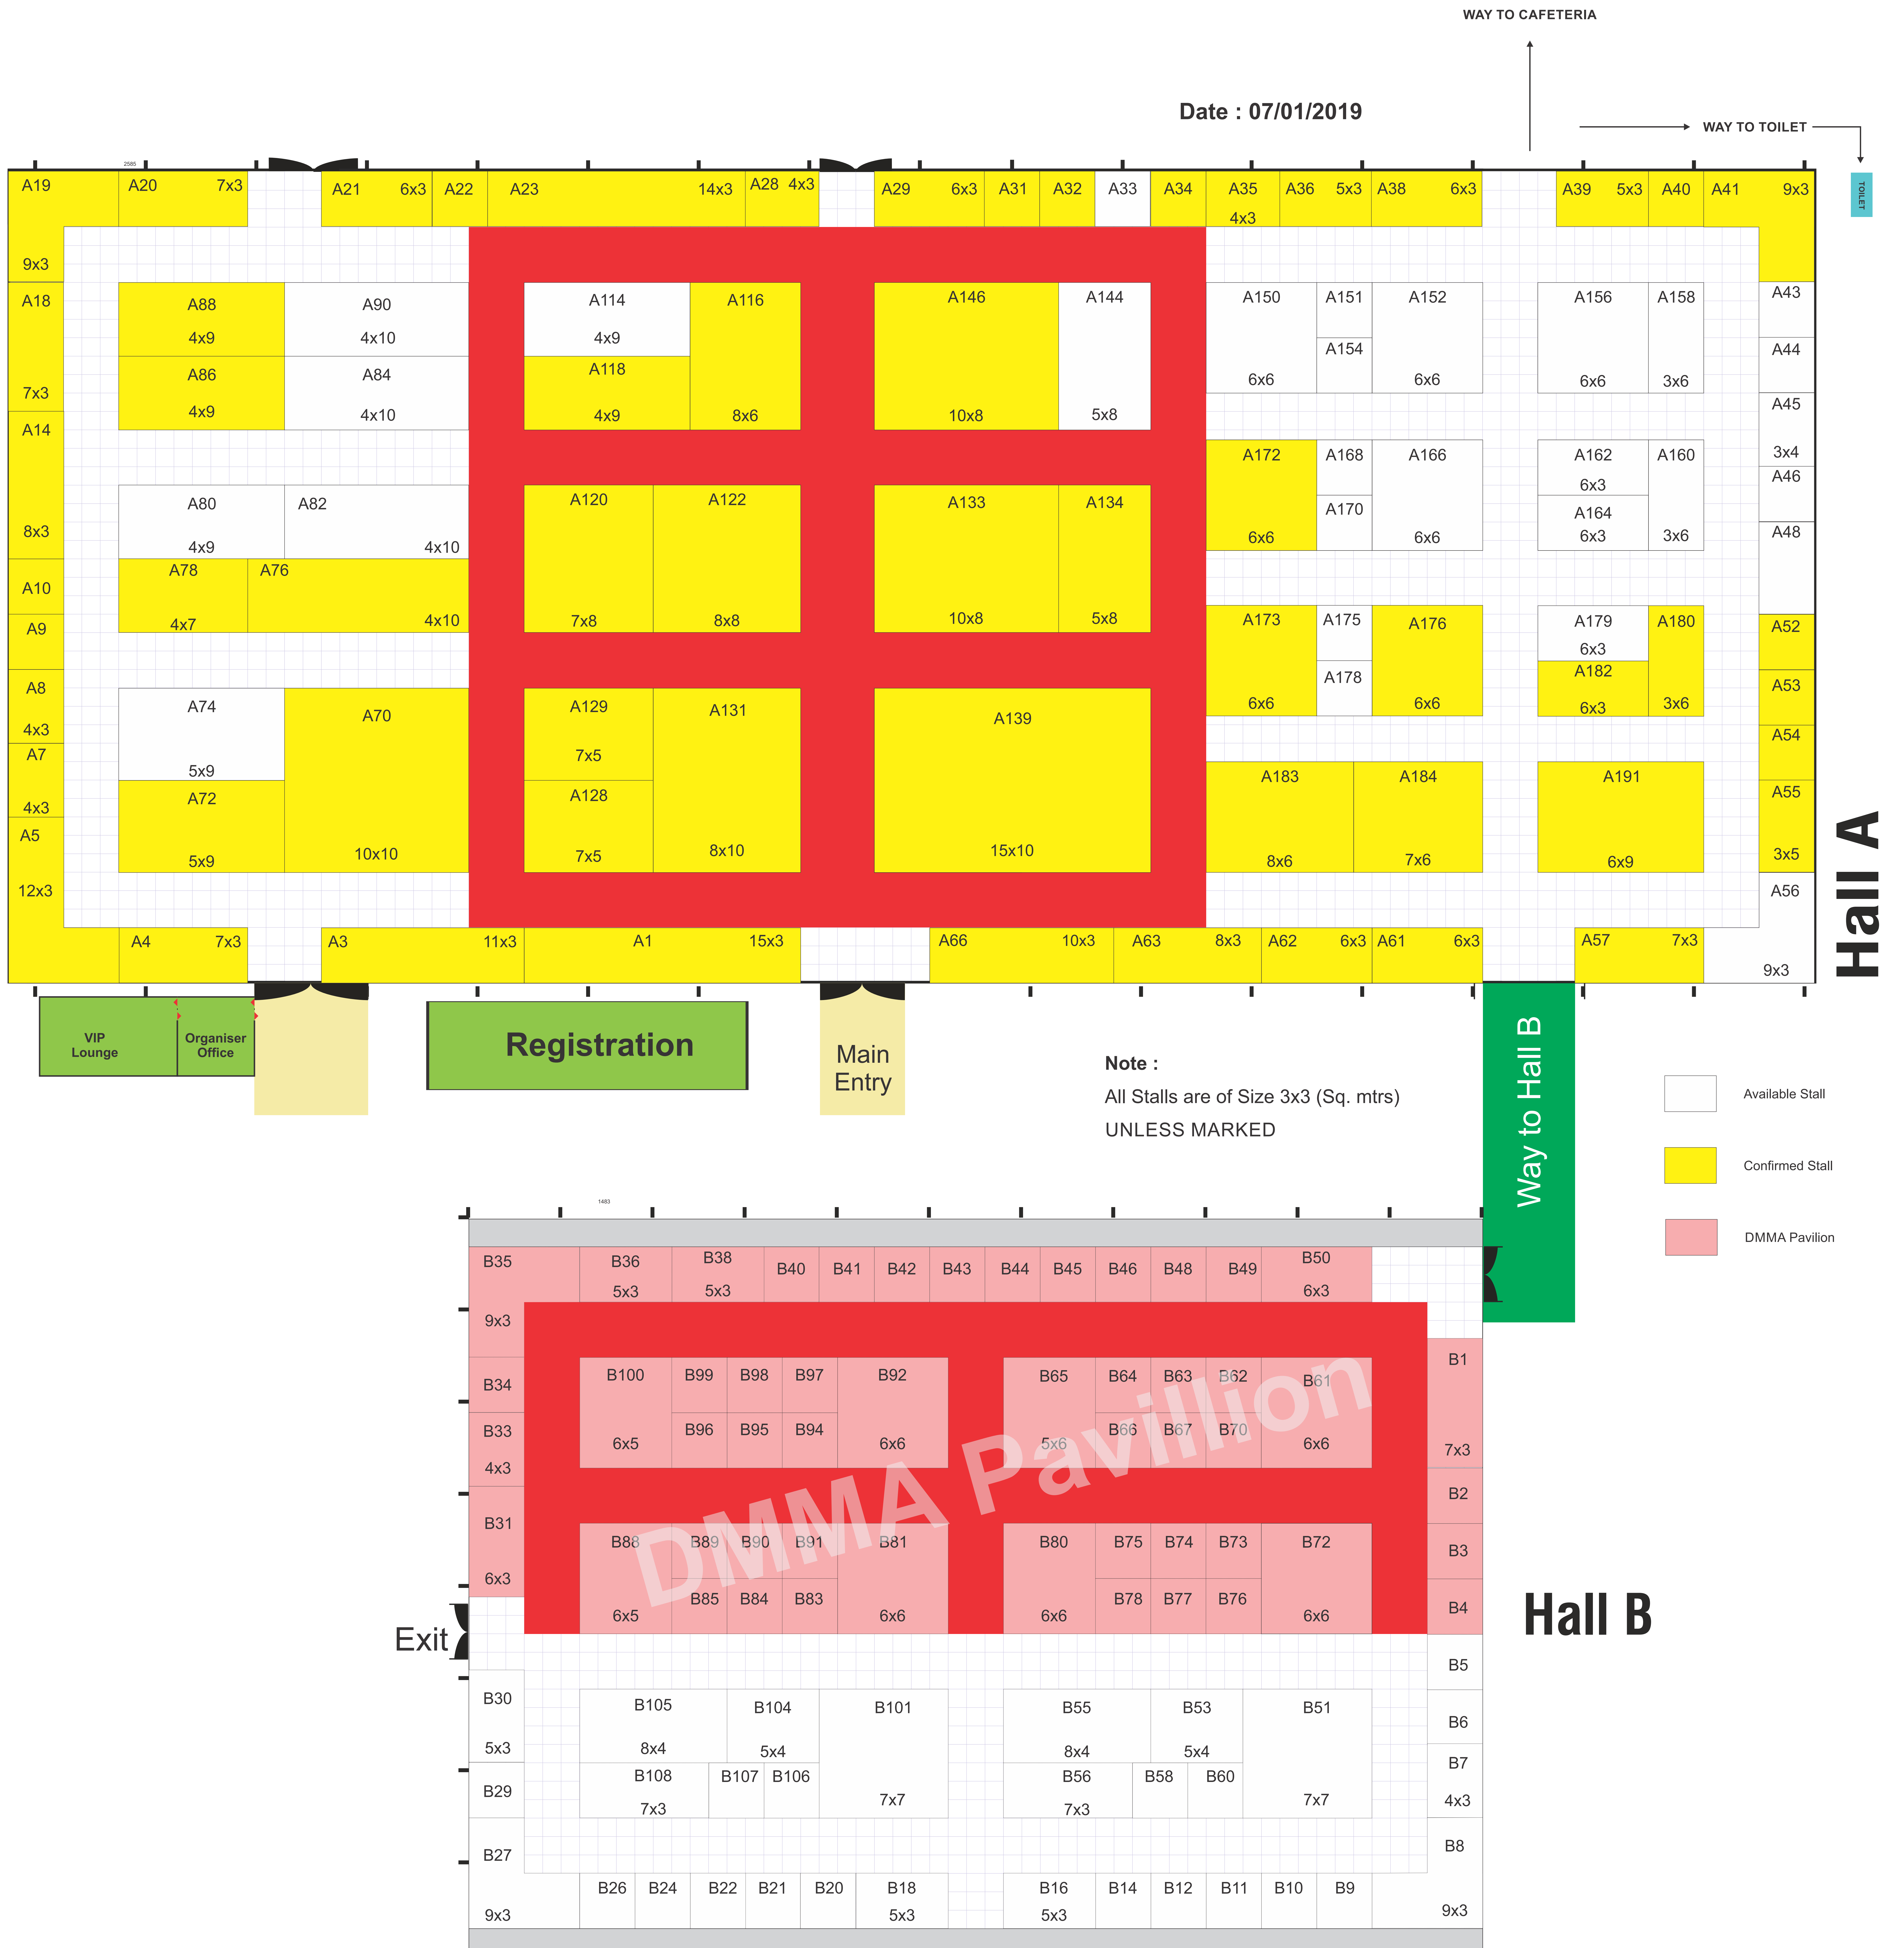 WAY TO CAFETERIA
Date : 07/01/2019
WAY TO TOILET
TOILET
2585
A19
9x3
A20 7x3
A21 6x3
A22
A23 14x3
A28 4x3
A29 6x3
A31
A32
A33
A34
A35
4x3
A36 5x3
A38 6x3
A39 5x3
A40
A41 9x3
A18
7x3
A14
8x3
A10
A9
A8
4x3
A7
4x3
A5
12x3
A88
4x9
A90
4x10
A86
4x9
A84
4x10
A80
4x9
A82
4x10
A78
4x7
A76
4x10
A74
5x9
A70
10x10
A72
5x9
A114
4x9
A116
8x6
A118
4x9
A146
10x8
A144
5x8
A120
7x8
A122
8x8
A133
10x8
A134
5x8
A129
7x5
A128
7x5
A131
8x10
A139
15x10
A150
6x6
A151
A154
A152
6x6
A156
6x6
A158
3x6
A172
6x6
A168
A170
A166
6x6
A162
6x3
A164
6x3
A160
3x6
A173
6x6
A175
A178
A176
6x6
A179
6x3
A182
6x3
A180
3x6
A183
8x6
A184
7x6
A191
6x9
A43
A44
A45
3x4
A46
A48
A52
A53
A54
A55
3x5
A56
9x3
A4 7x3
A3 11x3
A1 15x3
A66 10x3
A63 8x3
A62 6x3
A61 6x3
A57 7x3
Hall A
VIP
Lounge
Organiser
Office
Registration
Main
Entry
Note :
All Stalls are of Size 3x3 (Sq. mtrs)
UNLESS MARKED
Way to Hall B
Available Stall
Confirmed Stall
DMMA Pavilion
1483
B35
9x3
B36
5x3
B38
5x3
B40
B41
B42
B43
B44
B45
B46
B48
B49
B50
6x3
B34
B33
4x3
B31
6x3
B100
6x5
B99
B98
B97
B96
B95
B94
B92
6x6
B65
5x6
B64
B63
B62
B66
B67
B70
B61
6x6
B1
7x3
B2
B3
B4
DMMA Pavillion
B88
6x5
B89
B90
B91
B85
B84
B83
B81
6x6
B80
6x6
B75
B74
B73
B78
B77
B76
B72
6x6
Hall B
Exit
B5
B6
B7
4x3
B8
9x3
B30
5x3
B29
B27
9x3
B105
8x4
B104
5x4
B101
7x7
B108
7x3
B107
B106
B55
8x4
B53
5x4
B51
7x7
B56
7x3
B58
B60
B26
B24
B22
B21
B20
B18
5x3
B16
5x3
B14
B12
B11
B10
B9